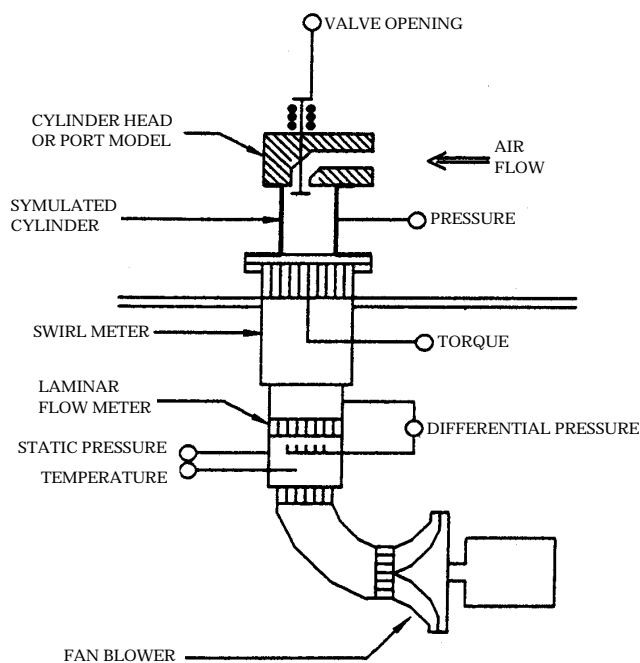 VALVE OPENING
CYLINDER HEAD
OR PORT MODEL
AIR
FLOW
SYMULATED
CYLINDER
PRESSURE
SWIRL METER
TORQUE
LAMINAR
FLOW METER
DIFFERENTIAL PRESSURE
STATIC PRESSURE
TEMPERATURE
FAN BLOWER